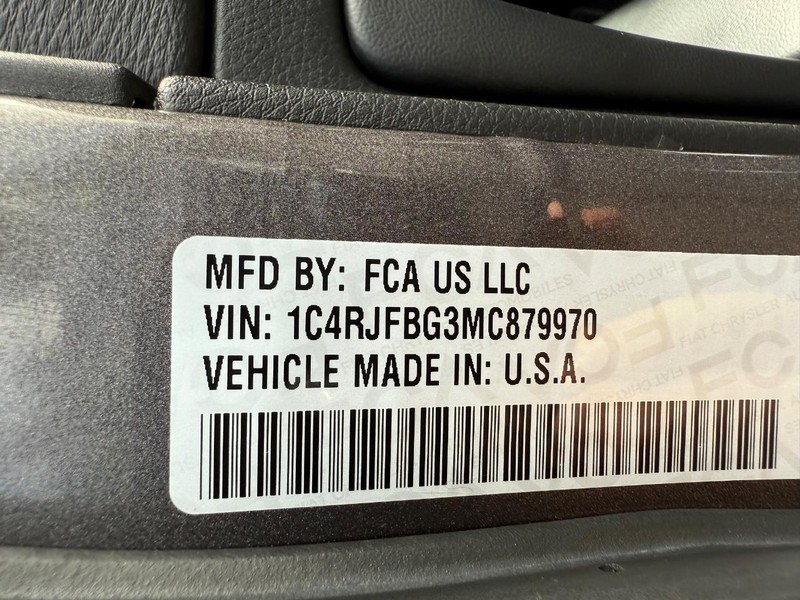 MFD BY: FCA US LLC
VIN: 1C4RJFBG3MC879970
VEHICLE MADE IN: U.S.A.